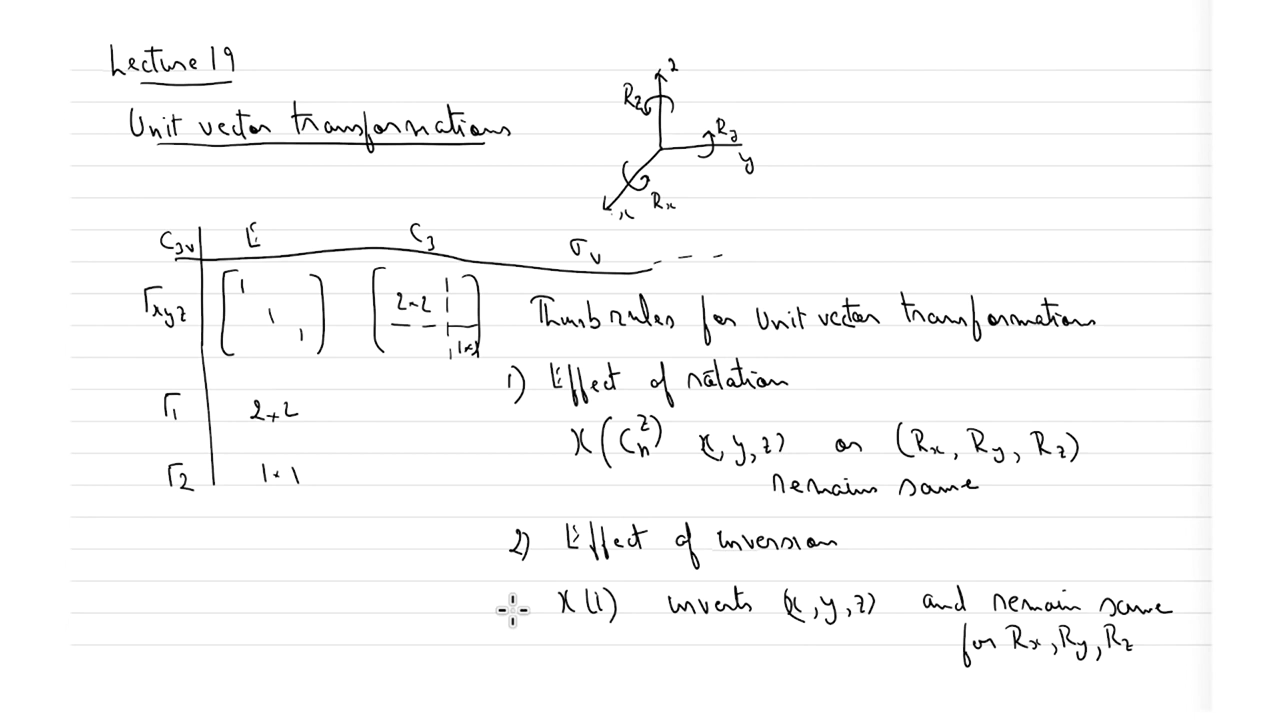 Lecture 19
Unit vector transformations
z
Rz
Ry
y
x
Rx
C3v E C3 σv - - -
Γxyz [1 1 1] [2×2 1×1]
Γ1 2×2
Γ2 1×1
Thumb rules for Unit vector transformation
1) Effect of rotation
χ(Cn^z) (x, y, z) or (Rx, Ry, Rz)
remains same
2) Effect of inversion
χ(i) inverts (x, y, z) and remain same
for Rx, Ry, Rz